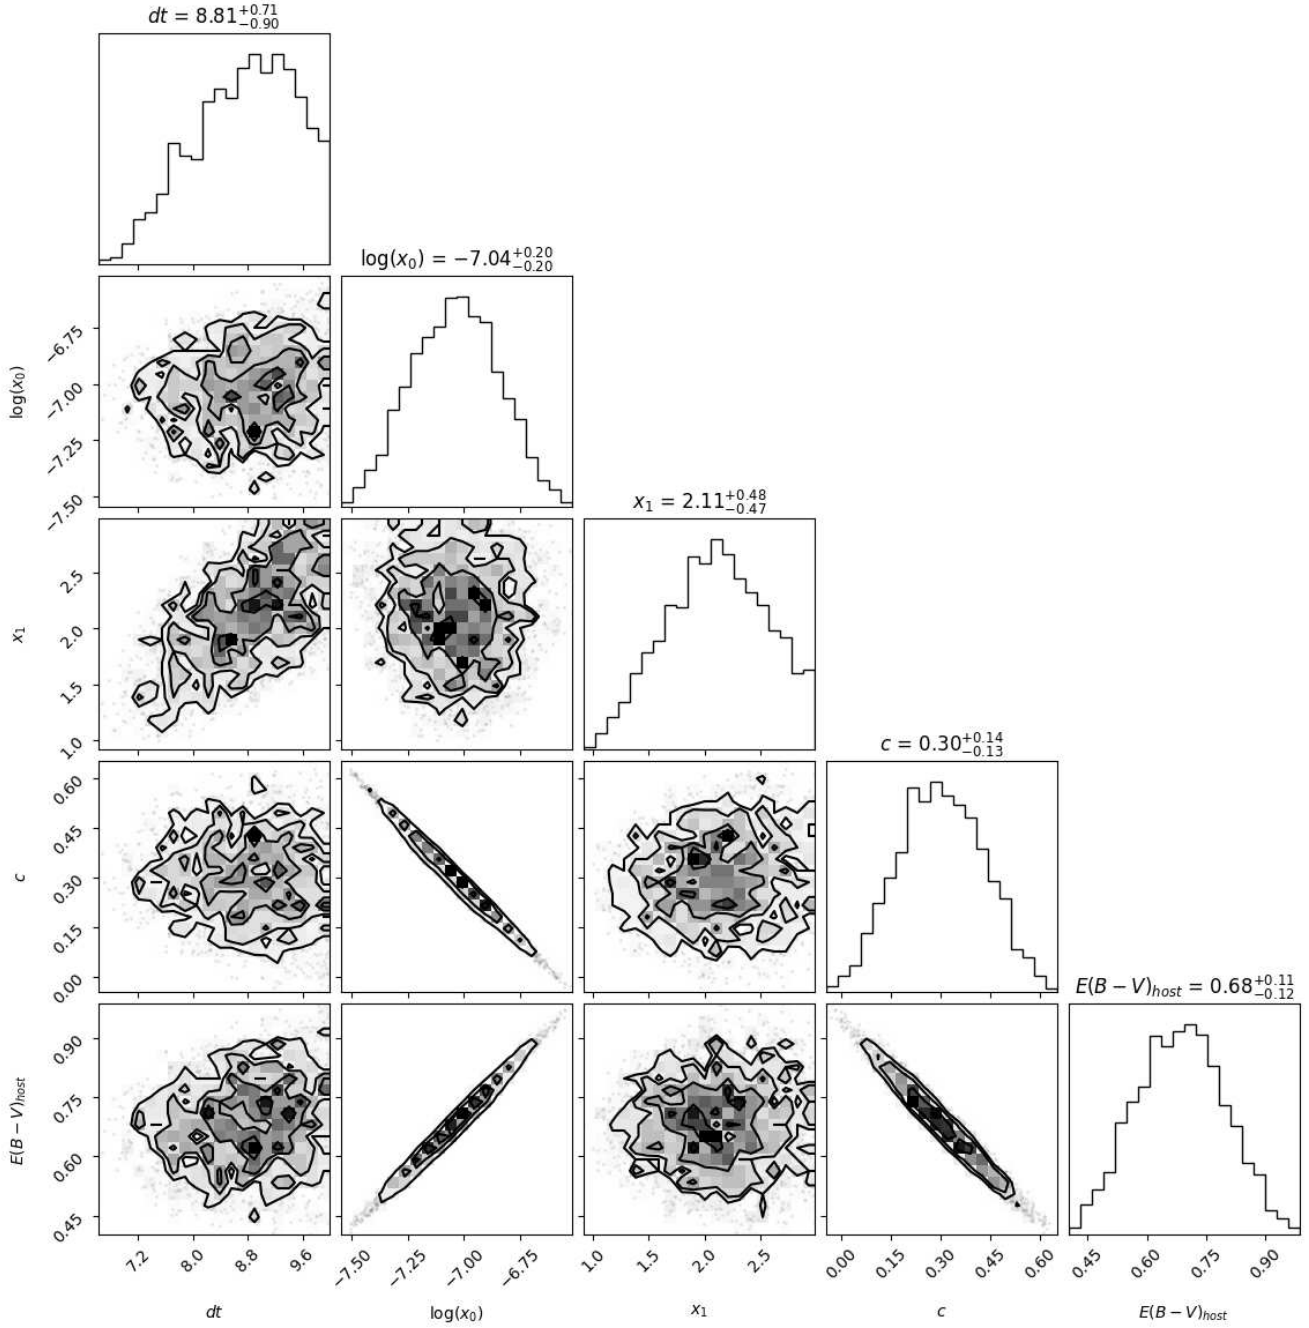 dt = 8.81+0.71−0.90
log(x0) = −7.04+0.20−0.20
−6.75
−7.00
−7.25
−7.50
log(x0)
x1 = 2.11+0.48−0.47
2.5
2.0
1.5
1.0
x1
c = 0.30+0.14−0.13
0.60
0.45
0.30
0.15
0.00
c
E(B − V)host = 0.68+0.11−0.12
0.90
0.75
0.60
0.45
E(B − V)host
7.2 8.0 8.8 9.6 −7.50 −7.25 −7.00 −6.75 1.0 1.5 2.0 2.5 0.00 0.15 0.30 0.45 0.60 0.45 0.60 0.75 0.90
dt log(x0) x1 c E(B − V)host